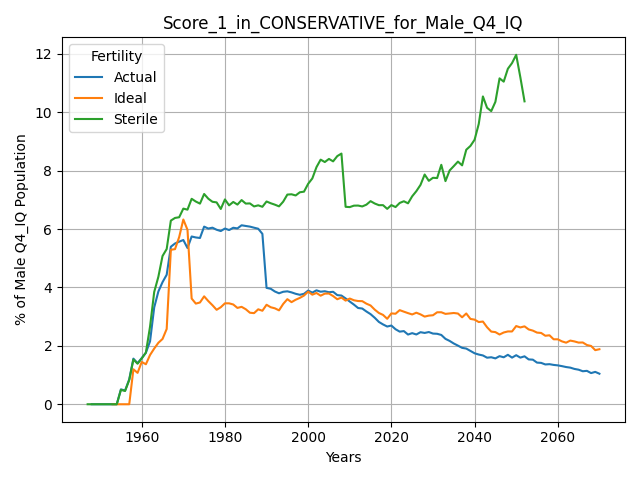 Score_1_in_CONSERVATIVE_for_Male_Q4_IQ
Fertility
Actual
Ideal
Sterile
% of Male Q4_IQ Population
12
10
8
6
4
2
0
1960 1980 2000 2020 2040 2060
Years